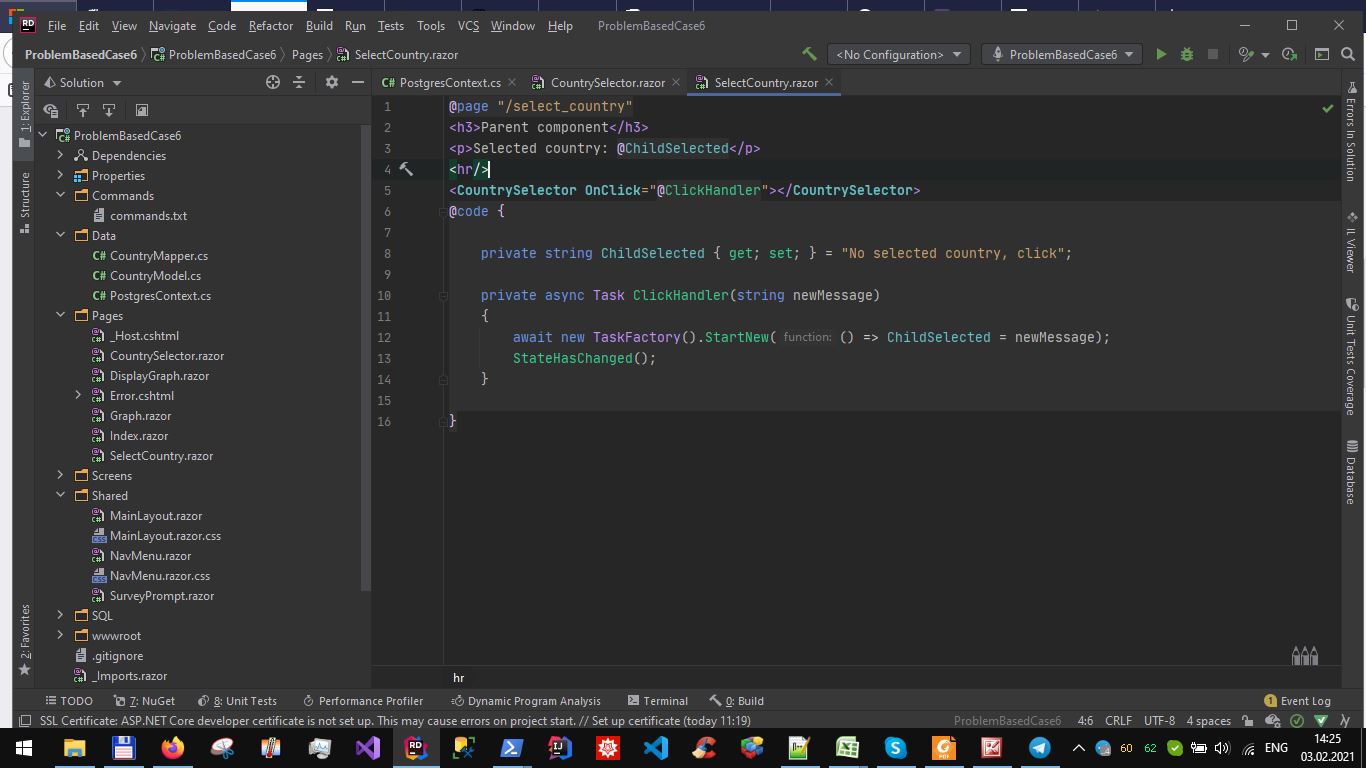 File Edit View Navigate Code Refactor Build Run Tests Tools VCS Window Help ProblemBasedCase6
ProblemBasedCase6 ProblemBasedCase6 Pages SelectCountry.razor <No Configuration> ProblemBasedCase6
Solution PostgresContext.cs CountrySelector.razor SelectCountry.razor
1: Explorer
Structure
2: Favorites
ProblemBasedCase6
Dependencies
Properties
Commands
commands.txt
Data
CountryMapper.cs
CountryModel.cs
PostgresContext.cs
Pages
_Host.cshtml
CountrySelector.razor
DisplayGraph.razor
Error.cshtml
Graph.razor
Index.razor
SelectCountry.razor
Screens
Shared
MainLayout.razor
MainLayout.razor.css
NavMenu.razor
NavMenu.razor.css
SurveyPrompt.razor
SQL
wwwroot
.gitignore
_Imports.razor
1 @page "/select_country"
2 <h3>Parent component</h3>
3 <p>Selected country: @ChildSelected</p>
4 <hr/>
5 <CountrySelector OnClick="@ClickHandler"></CountrySelector>
6 @code {
7
8 private string ChildSelected { get; set; } = "No selected country, click";
9
10 private async Task ClickHandler(string newMessage)
11 {
12 await new TaskFactory().StartNew( function: () => ChildSelected = newMessage);
13 StateHasChanged();
14 }
15
16 }
hr
Errors In Solution
IL Viewer
Unit Tests Coverage
Database
TODO 7: NuGet 8: Unit Tests Performance Profiler Dynamic Program Analysis Terminal 0: Build 1 Event Log
SSL Certificate: ASP.NET Core developer certificate is not set up. This may cause errors on project start. // Set up certificate (today 11:19) ProblemBasedCase6 4:6 CRLF UTF-8 4 spaces
60 62 ENG 14:25
03.02.2021